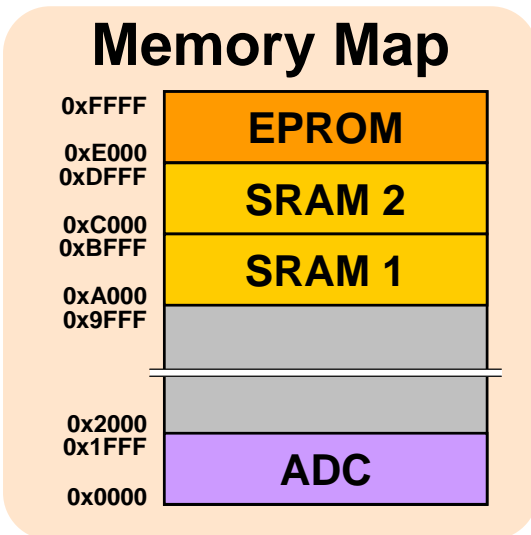 Memory Map
0xFFFF
EPROM
0xE000
0xDFFF
SRAM 2
0xC000
0xBFFF
SRAM 1
0xA000
0x9FFF
0x2000
0x1FFF
ADC
0x0000